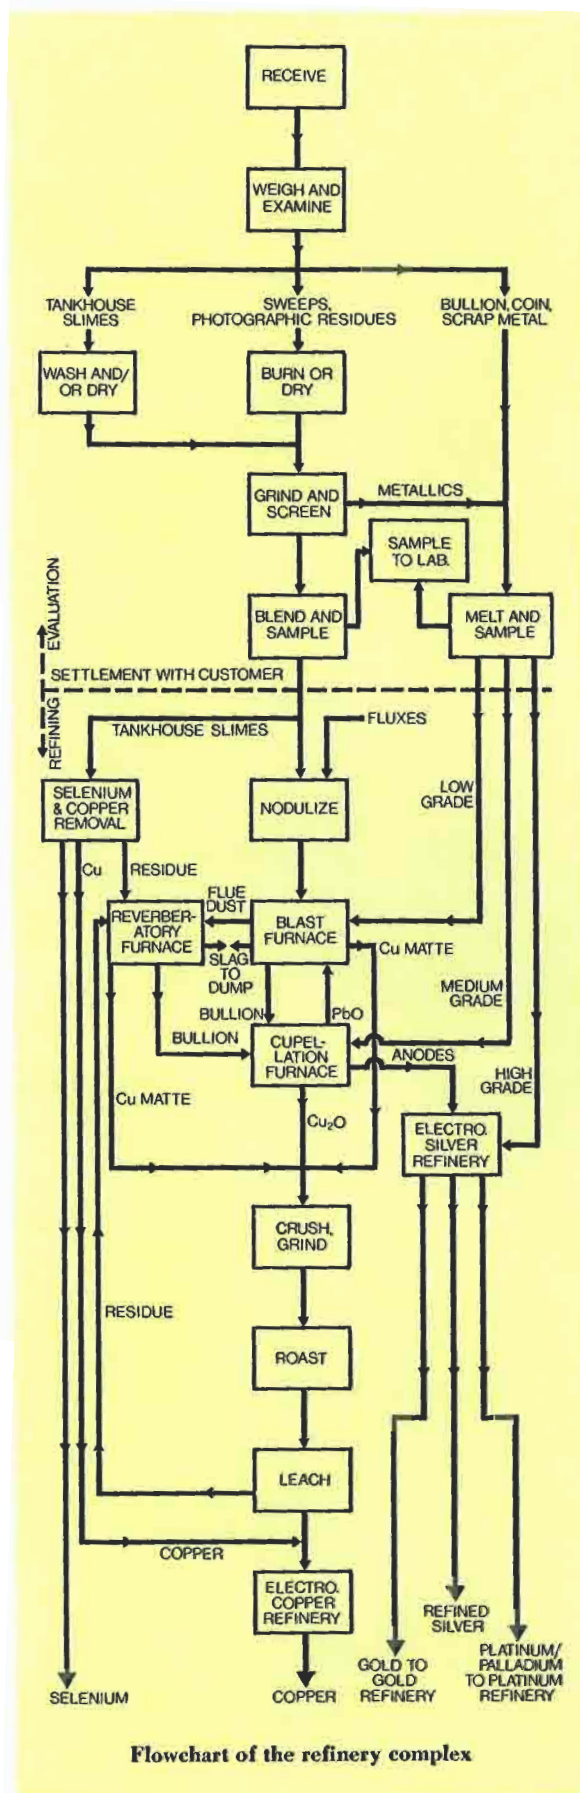 RECEIVE
WEIGH AND
EXAMINE
TANKHOUSE
SLIMES
SWEEPS,
PHOTOGRAPHIC RESIDUES
BULLION, COIN,
SCRAP METAL
WASH AND/
OR DRY
BURN OR
DRY
GRIND AND
SCREEN
METALLICS
SAMPLE
TO LAB.
BLEND AND
SAMPLE
MELT AND
SAMPLE
EVALUATION
SETTLEMENT WITH CUSTOMER
REFINING
TANKHOUSE SLIMES
FLUXES
SELENIUM
& COPPER
REMOVAL
NODULIZE
LOW
GRADE
Cu
RESIDUE
FLUE
DUST
REVERBER-
ATORY
FURNACE
BLAST
FURNACE
Cu MATTE
SLAG
TO
DUMP
MEDIUM
GRADE
BULLION
PbO
BULLION
CUPEL-
LATION
FURNACE
ANODES
HIGH
GRADE
Cu MATTE
Cu₂O
ELECTRO.
SILVER
REFINERY
CRUSH,
GRIND
RESIDUE
ROAST
LEACH
COPPER
ELECTRO.
COPPER
REFINERY
REFINED
SILVER
SELENIUM
COPPER
GOLD TO
GOLD
REFINERY
PLATINUM/
PALLADIUM
TO PLATINUM
REFINERY
Flowchart of the refinery complex